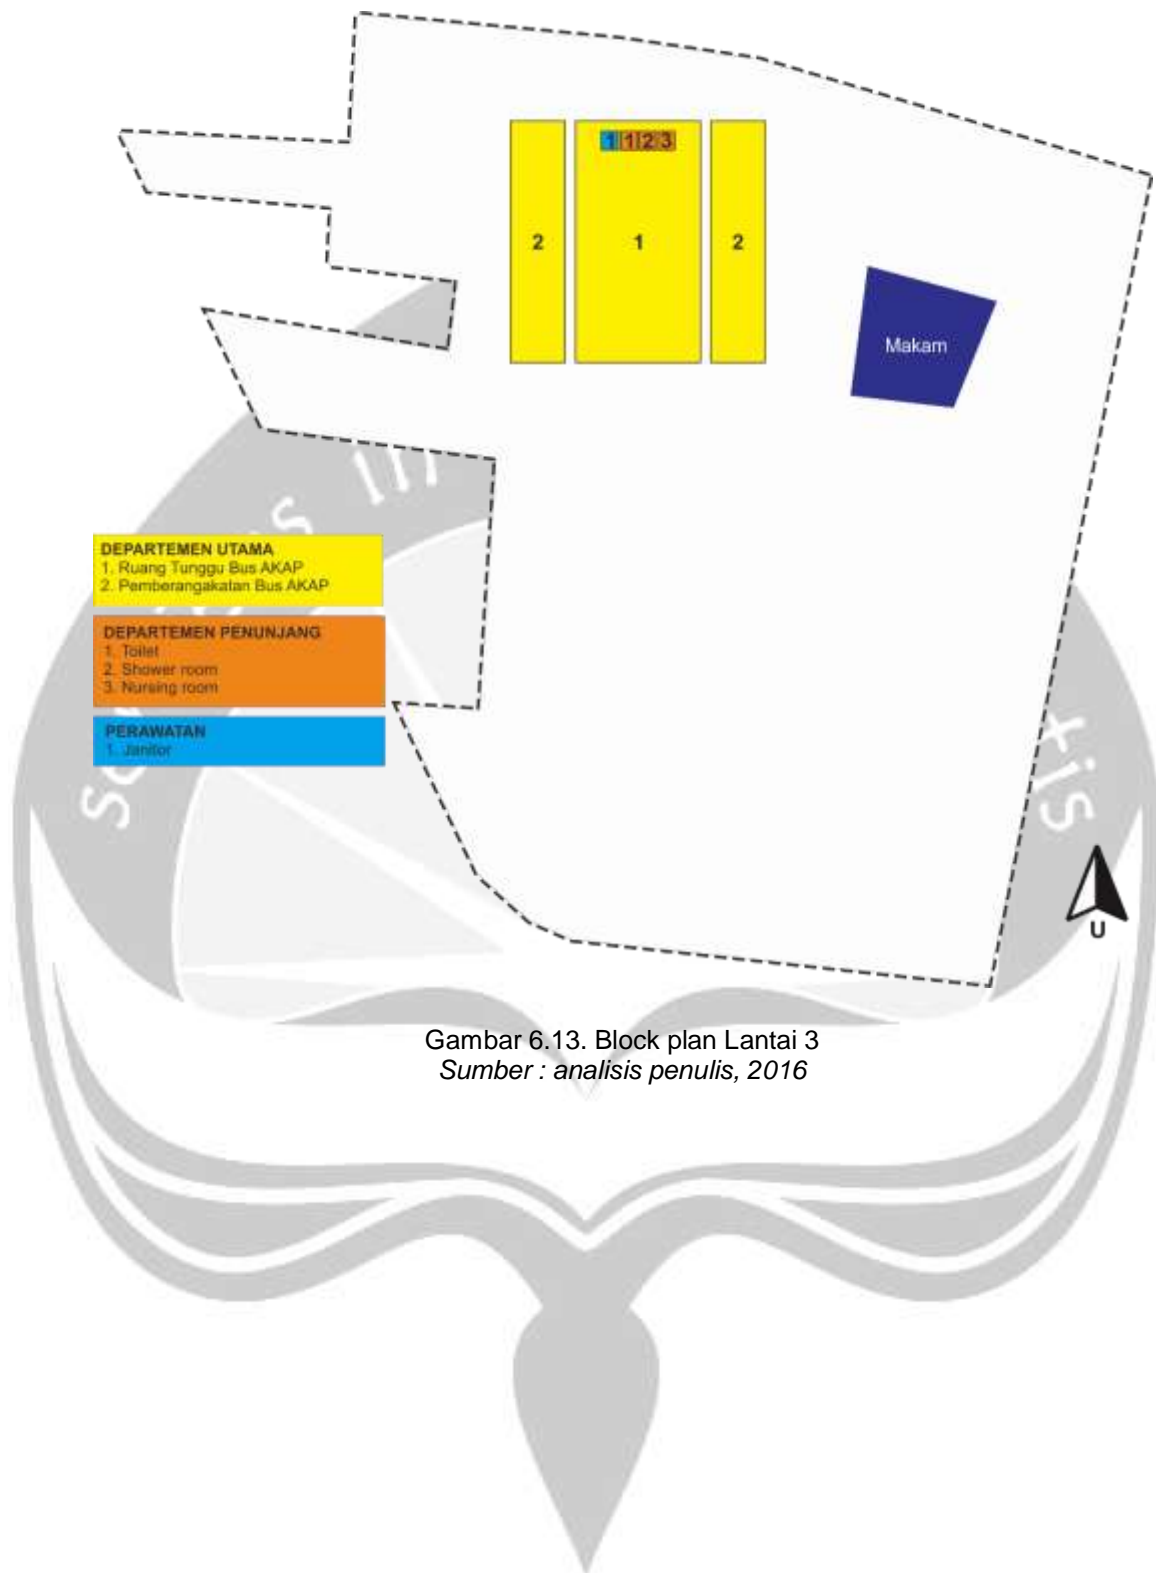 1 1 2 3
2 1 2
Makam
DEPARTEMEN UTAMA
1. Ruang Tunggu Bus AKAP
2. Pemberangakatan Bus AKAP
DEPARTEMEN PENUNJANG
1. Toilet
2. Shower room
3. Nursing room
PERAWATAN
1. Janitor
U
Gambar 6.13. Block plan Lantai 3
Sumber : analisis penulis, 2016